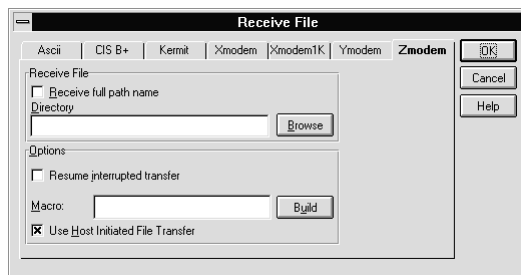 Receive File
Ascii CIS B+ Kermit Xmodem Xmodem1K Ymodem Zmodem OK
Receive File
Receive full path name Cancel
Directory Help
Browse
Options
Resume interrupted transfer
Macro: Build
Use Host Initiated File Transfer